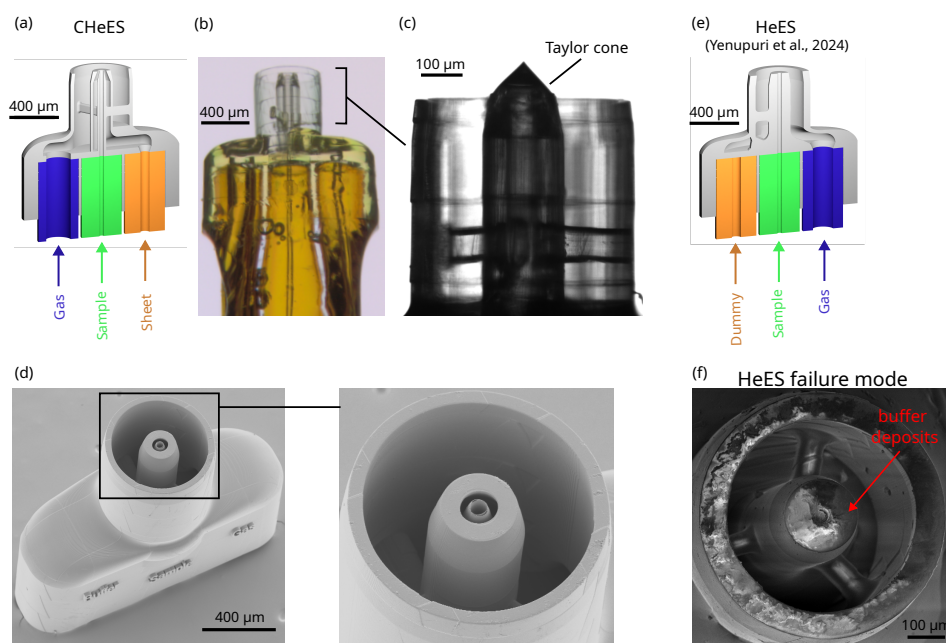 (a)
CHeES
400 µm
Gas
Sample
Sheet
(b)
400 µm
(c)
100 µm
Taylor cone
(e)
HeES
(Yenupuri et al., 2024)
400 µm
Dummy
Sample
Gas
(d)
Buffer
Sample
400 µm
(f)
HeES failure mode
buffer
deposits
100 µm